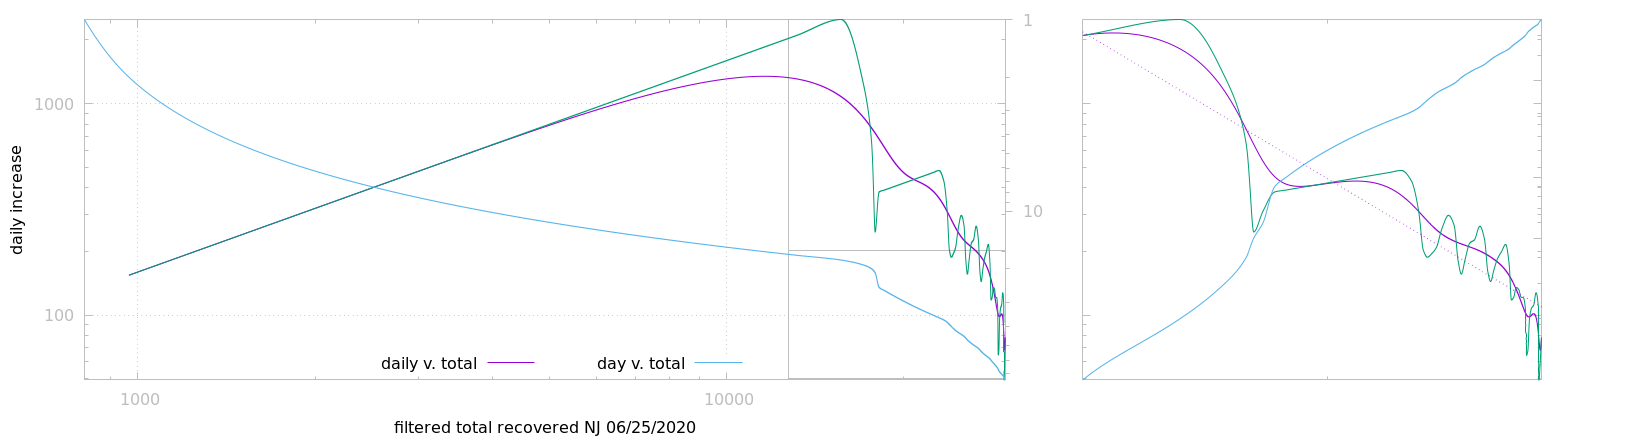 1
1000
daily increase
10
100
daily v. total
day v. total
1000
10000
filtered total recovered NJ 06/25/2020